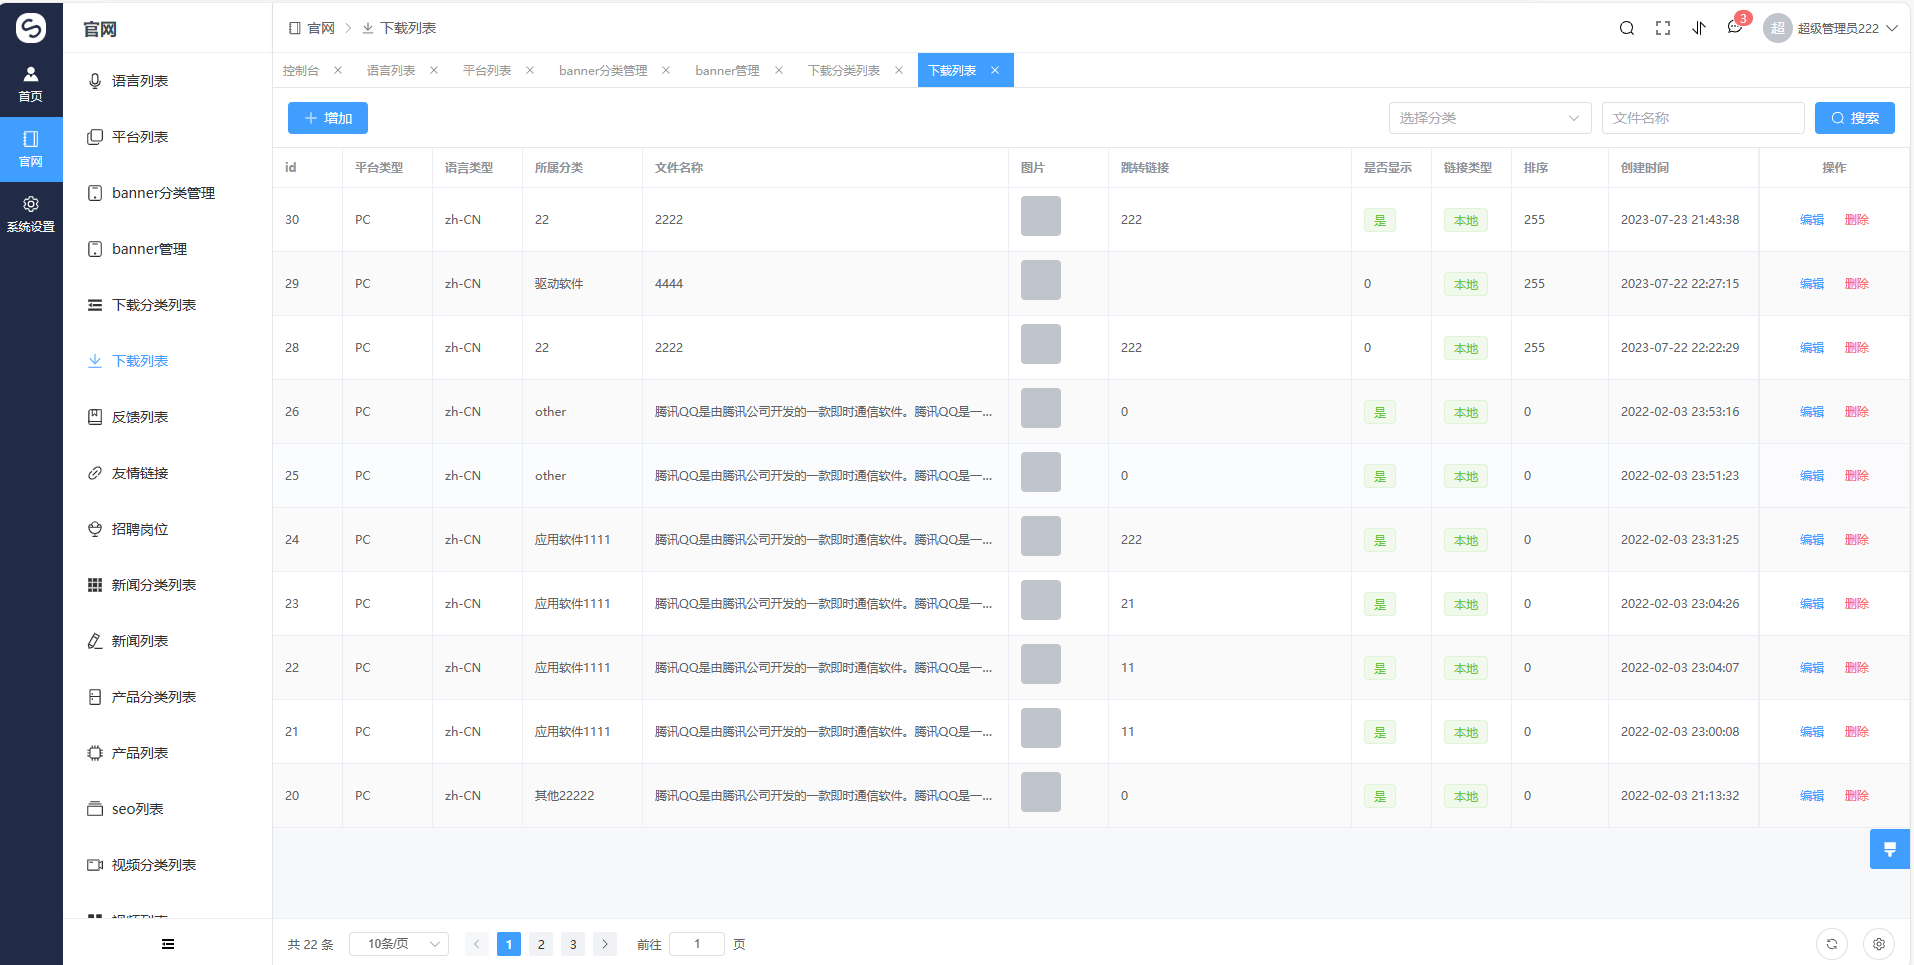 官网
官网 下载列表
3
超 超级管理员222
首页
官网
系统设置
语言列表
平台列表
banner分类管理
banner管理
下载分类列表
下载列表
反馈列表
友情链接
招聘岗位
新闻分类列表
新闻列表
产品分类列表
产品列表
seo列表
视频分类列表
控制台 语言列表 平台列表 banner分类管理 banner管理 下载分类列表 下载列表
增加 选择分类 文件名称 搜索
id 平台类型 语言类型 所属分类 文件名称 图片 跳转链接 是否显示 链接类型 排序 创建时间 操作
30 PC zh-CN 22 2222 222 是 本地 255 2023-07-23 21:43:38 编辑 删除
29 PC zh-CN 驱动软件 4444 0 本地 255 2023-07-22 22:27:15 编辑 删除
28 PC zh-CN 22 2222 222 0 本地 255 2023-07-22 22:22:29 编辑 删除
26 PC zh-CN other 腾讯QQ是由腾讯公司开发的一款即时通信软件。腾讯QQ是一... 0 是 本地 0 2022-02-03 23:53:16 编辑 删除
25 PC zh-CN other 腾讯QQ是由腾讯公司开发的一款即时通信软件。腾讯QQ是一... 0 是 本地 0 2022-02-03 23:51:23 编辑 删除
24 PC zh-CN 应用软件1111 腾讯QQ是由腾讯公司开发的一款即时通信软件。腾讯QQ是一... 222 是 本地 0 2022-02-03 23:31:25 编辑 删除
23 PC zh-CN 应用软件1111 腾讯QQ是由腾讯公司开发的一款即时通信软件。腾讯QQ是一... 21 是 本地 0 2022-02-03 23:04:26 编辑 删除
22 PC zh-CN 应用软件1111 腾讯QQ是由腾讯公司开发的一款即时通信软件。腾讯QQ是一... 11 是 本地 0 2022-02-03 23:04:07 编辑 删除
21 PC zh-CN 应用软件1111 腾讯QQ是由腾讯公司开发的一款即时通信软件。腾讯QQ是一... 11 是 本地 0 2022-02-03 23:00:08 编辑 删除
20 PC zh-CN 其他22222 腾讯QQ是由腾讯公司开发的一款即时通信软件。腾讯QQ是一... 0 是 本地 0 2022-02-03 21:13:32 编辑 删除
共 22 条 10条/页 1 2 3 前往 1 页